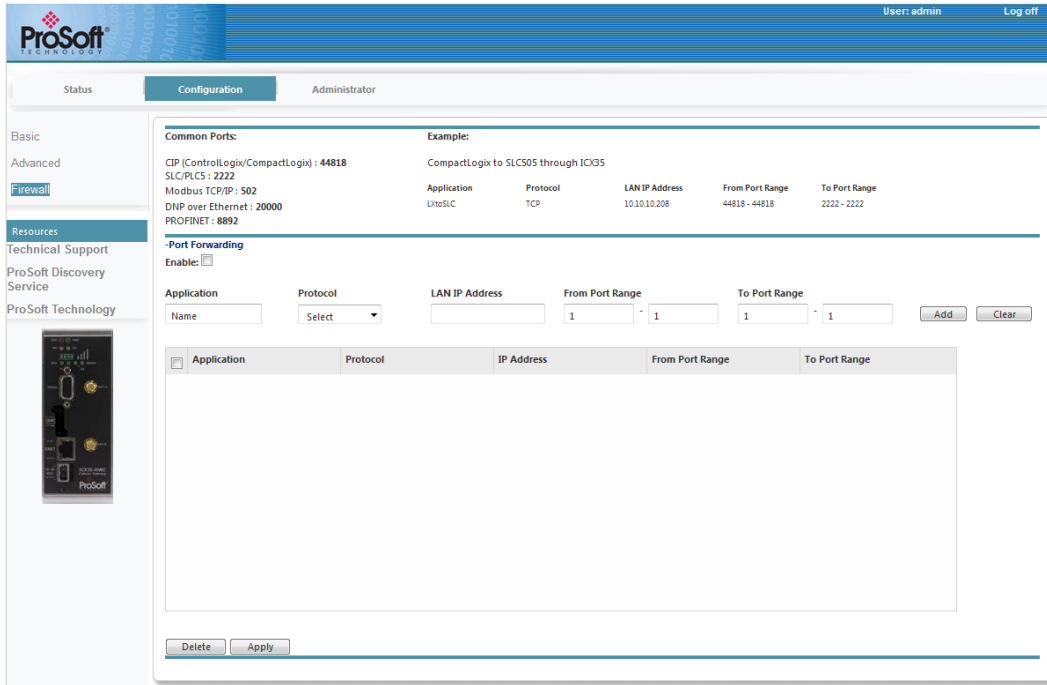 User: admin Log off
ProSoft®
TECHNOLOGY
Status Configuration Administrator
Basic
Advanced
Firewall
Resources
Technical Support
ProSoft Discovery
Service
ProSoft Technology
ProSoft
Common Ports:
CIP (ControlLogix/CompactLogix) : 44818
SLC/PLC5 : 2222
Modbus TCP/IP : 502
DNP over Ethernet : 20000
PROFINET : 8892
Example:
CompactLogix to SLC505 through ICX35
Application Protocol LAN IP Address From Port Range To Port Range
LXtoSLC TCP 10.10.10.208 44818 - 44818 2222 - 2222
-Port Forwarding
Enable:
Application Protocol LAN IP Address From Port Range To Port Range
Name Select 1 - 1 1 - 1 Add Clear
Application Protocol IP Address From Port Range To Port Range
Delete Apply